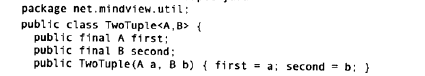 package net.mindview.util;
public class TwoTuple<A,B> {
public final A first;
public final B second;
public TwoTuple(A a, B b) { first = a; second = b; }